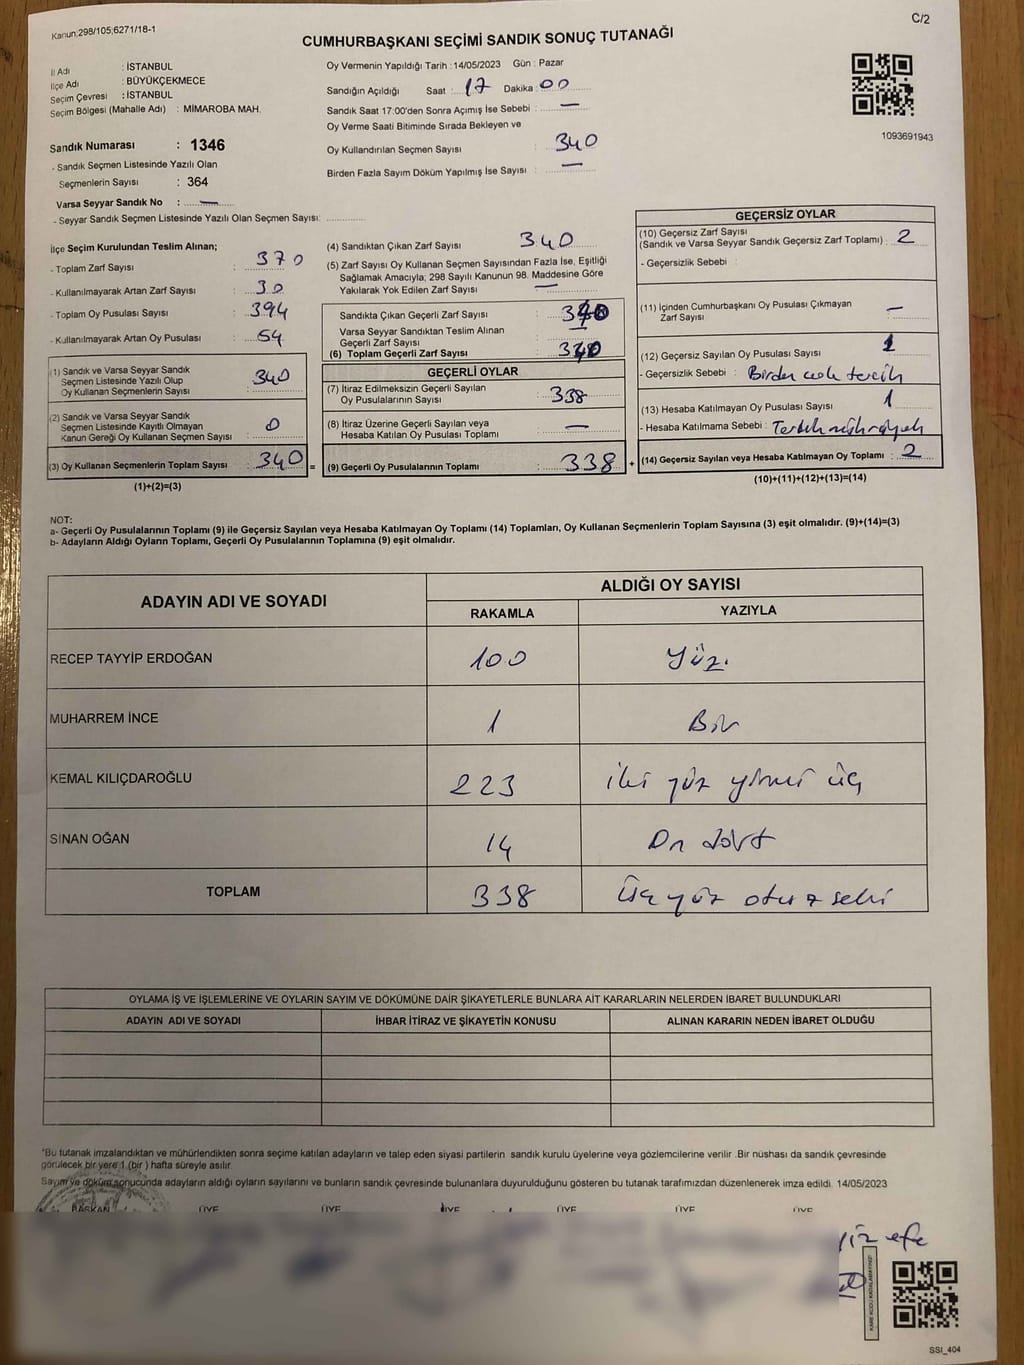 Kanun;298/105;6271/18-1
C/2
CUMHURBAŞKANI SEÇİMİ SANDIK SONUÇ TUTANAĞI
İl Adı : İSTANBUL
İlçe Adı : BÜYÜKÇEKMECE
Seçim Çevresi : İSTANBUL
Seçim Bölgesi (Mahalle Adı) : MİMAROBA MAH.
Oy Vermenin Yapıldığı Tarih : 14/05/2023 Gün : Pazar
Sandığın Açıldığı Saat : 17 Dakika : 00
Sandık Saat 17:00'den Sonra Açımış İse Sebebi : —
Oy Verme Saati Bitiminde Sırada Bekleyen ve
Oy Kullandırılan Seçmen Sayısı : 340
Birden Fazla Sayım Döküm Yapılmış İse Sayısı : —
1093691943
Sandık Numarası : 1346
- Sandık Seçmen Listesinde Yazılı Olan
Seçmenlerin Sayısı : 364
Varsa Seyyar Sandık No : —
- Seyyar Sandık Seçmen Listesinde Yazılı Olan Seçmen Sayısı:
İlçe Seçim Kurulundan Teslim Alınan;
- Toplam Zarf Sayısı : 370
- Kullanılmayarak Artan Zarf Sayısı : 30
- Toplam Oy Pusulası Sayısı : 394
- Kullanılmayarak Artan Oy Pusulası : 54
(1) Sandık ve Varsa Seyyar Sandık
Seçmen Listesinde Yazılı Olup
Oy Kullanan Seçmenlerin Sayısı : 340
(2) Sandık ve Varsa Seyyar Sandık
Seçmen Listesinde Kayıtlı Olmayan
Kanun Gereği Oy Kullanan Seçmen Sayısı : 0
(3) Oy Kullanan Seçmenlerin Toplam Sayısı : 340 =
(1)+(2)=(3)
(4) Sandıktan Çıkan Zarf Sayısı : 340
(5) Zarf Sayısı Oy Kullanan Seçmen Sayısından Fazla İse, Eşitliği
Sağlamak Amacıyla; 298 Sayılı Kanunun 98. Maddesine Göre
Yakılarak Yok Edilen Zarf Sayısı : —
Sandıkta Çıkan Geçerli Zarf Sayısı :
Varsa Seyyar Sandıktan Teslim Alınan
Geçerli Zarf Sayısı : —
(6) Toplam Geçerli Zarf Sayısı :
GEÇERLİ OYLAR
(7) İtiraz Edilmeksizin Geçerli Sayılan
Oy Pusulalarının Sayısı : 338
(8) İtiraz Üzerine Geçerli Sayılan veya
Hesaba Katılan Oy Pusulası Toplamı : —
(9) Geçerli Oy Pusulalarının Toplamı : 338 +
GEÇERSİZ OYLAR
(10) Geçersiz Zarf Sayısı
(Sandık ve Varsa Seyyar Sandık Geçersiz Zarf Toplamı) : 2
- Geçersizlik Sebebi :
(11) İçinden Cumhurbaşkanı Oy Pusulası Çıkmayan
Zarf Sayısı : —
(12) Geçersiz Sayılan Oy Pusulası Sayısı : 1
- Geçersizlik Sebebi : Birden cok tercih
(13) Hesaba Katılmayan Oy Pusulası Sayısı : 1
- Hesaba Katılmama Sebebi :
(14) Geçersiz Sayılan veya Hesaba Katılmayan Oy Toplamı : 2
(10)+(11)+(12)+(13)=(14)
NOT:
a- Geçerli Oy Pusulalarının Toplamı (9) ile Geçersiz Sayılan veya Hesaba Katılmayan Oy Toplamı (14) Toplamları, Oy Kullanan Seçmenlerin Toplam Sayısına (3) eşit olmalıdır. (9)+(14)=(3)
b- Adayların Aldığı Oyların Toplamı, Geçerli Oy Pusulalarının Toplamına (9) eşit olmalıdır.
ADAYIN ADI VE SOYADI ALDIĞI OY SAYISI
RAKAMLA YAZIYLA
RECEP TAYYİP ERDOĞAN 100 Yüz.
MUHARREM İNCE 1 Bir
KEMAL KILIÇDAROĞLU 223 iki yüz yirmi üç
SİNAN OĞAN 14 On dört
TOPLAM 338 Üç yüz otuz seki
OYLAMA İŞ VE İŞLEMLERİNE VE OYLARIN SAYIM VE DÖKÜMÜNE DAİR ŞİKAYETLERLE BUNLARA AİT KARARLARIN NELERDEN İBARET BULUNDUKLARI
ADAYIN ADI VE SOYADI İHBAR İTİRAZ VE ŞİKAYETİN KONUSU ALINAN KARARIN NEDEN İBARET OLDUĞU
*Bu tutanak imzalandıktan ve mühürlendikten sonra seçime katılan adayların ve talep eden siyasi partilerin sandık kurulu üyelerine veya gözlemcilerine verilir .Bir nüshası da sandık çevresinde
görülecek bir yere 1 (bir ) hafta süreyle asılır.
Sayım ve döküm sonucunda adayların aldığı oyların sayılarını ve bunların sandık çevresinde bulunanlara duyurulduğunu gösteren bu tutanak tarafımızdan düzenlenerek imza edildi. 14/05/2023
BAŞKAN ÜYE ÜYE ÜYE ÜYE ÜYE ÜYE
efe
SSI_404